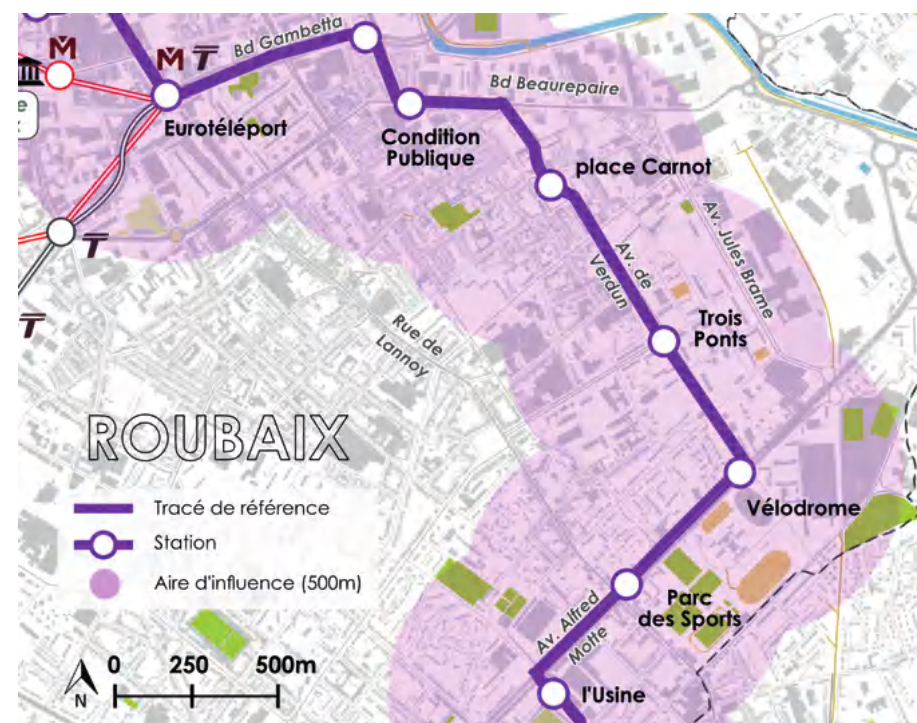 M
M T
Bd Gambetta
e
Eurotéléport
Bd Beaurepaire
Condition
Publique
place Carnot
T
T
Av. Jules Brame
Av. de
Verdun
Trois
Ponts
Rue de
Lannoy
ROUBAIX
Tracé de référence
Station
Aire d'influence (500m)
Vélodrome
Parc
des Sports
Av. Alfred
Motte
l'Usine
0 250 500m
N